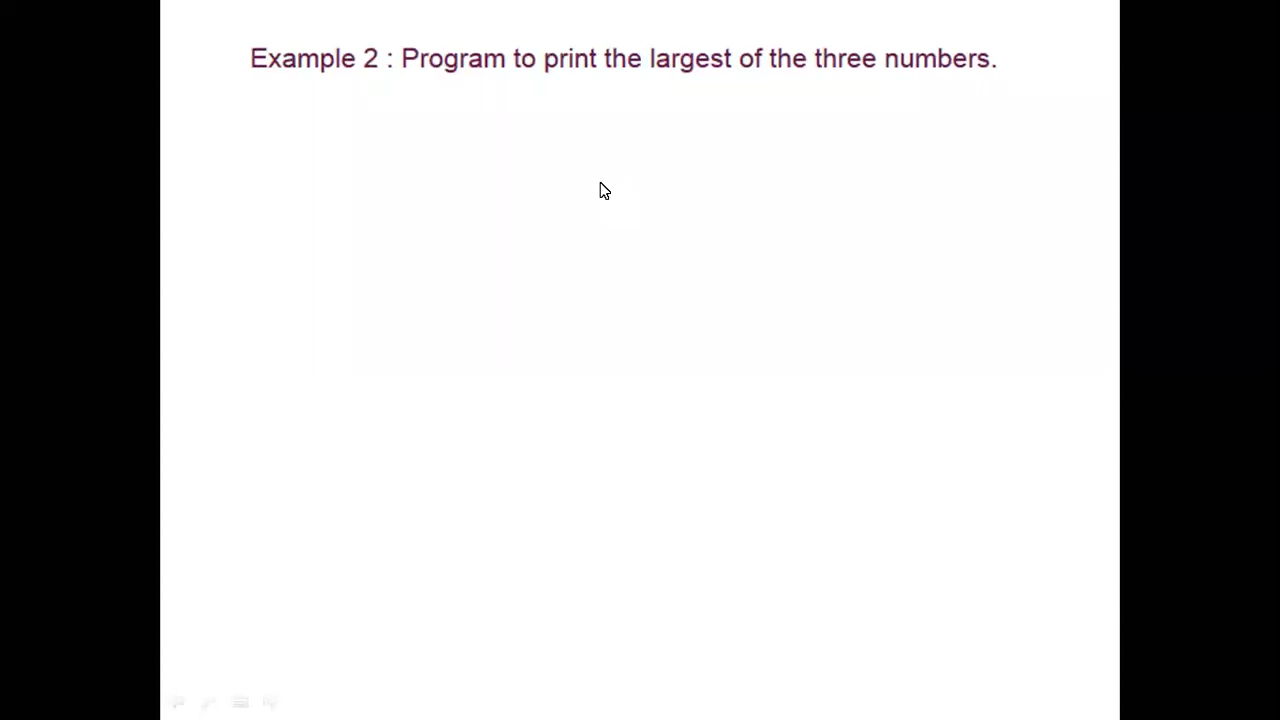 Example 2 : Program to print the largest of the three numbers.